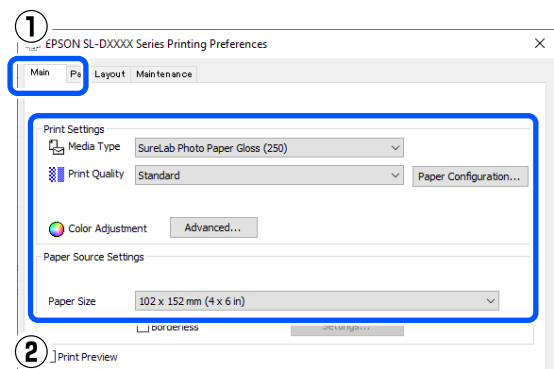 1
EPSON SL-DXXXX Series Printing Preferences
Main Pa Layout Maintenance
Print Settings
Media Type SureLab Photo Paper Gloss (250)
Print Quality Standard Paper Configuration...
Color Adjustment Advanced...
Paper Source Settings
Paper Size 102 x 152 mm (4 x 6 in)
Borderless Settings...
2
Print Preview